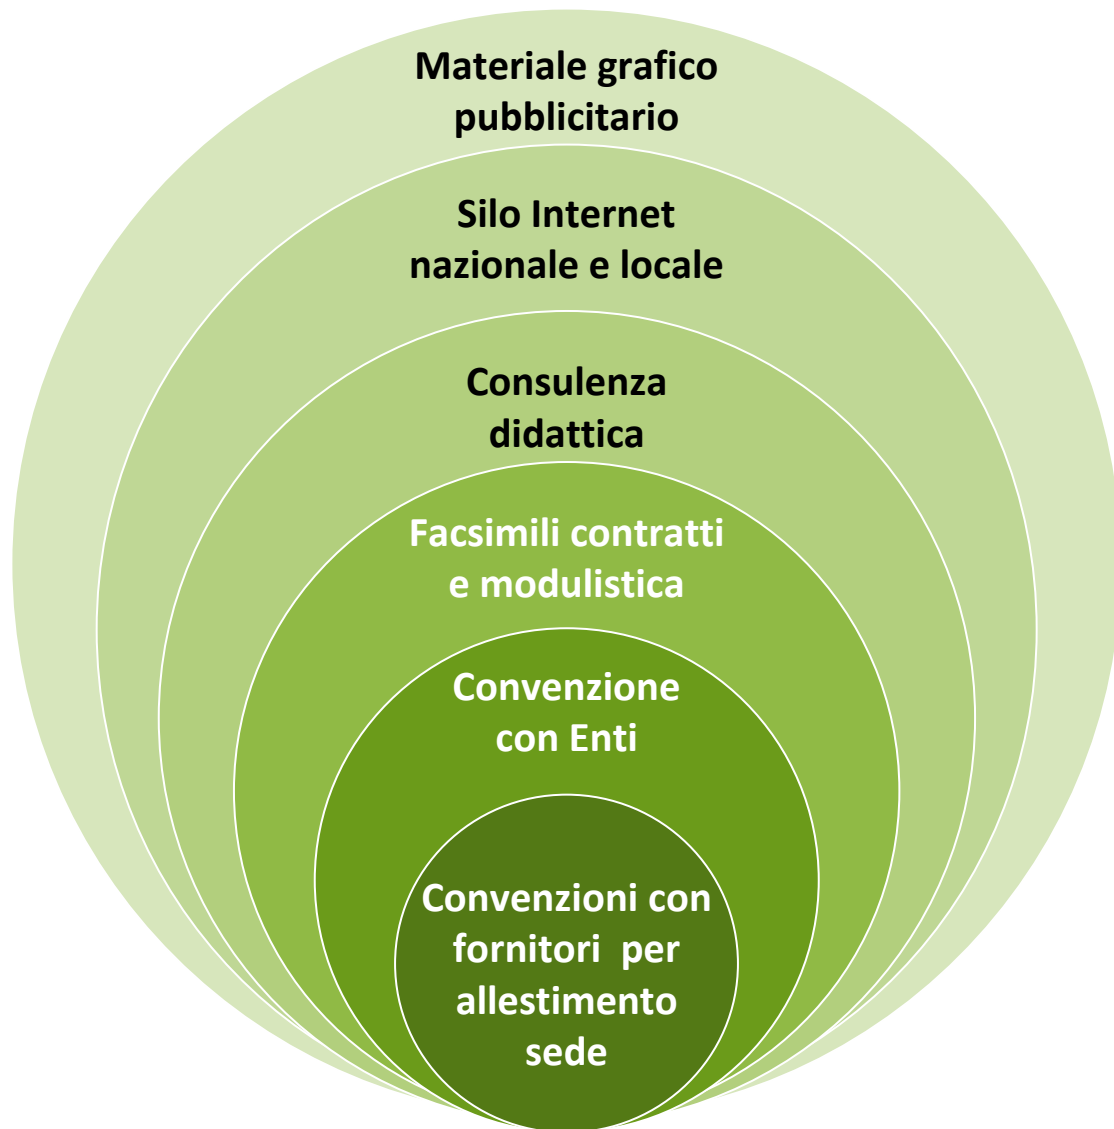 Materiale grafico
pubblicitario
Silo Internet
nazionale e locale
Consulenza
didattica
Facsimili contratti
e modulistica
Convenzione
con Enti
Convenzioni con
fornitori  per
allestimento
sede